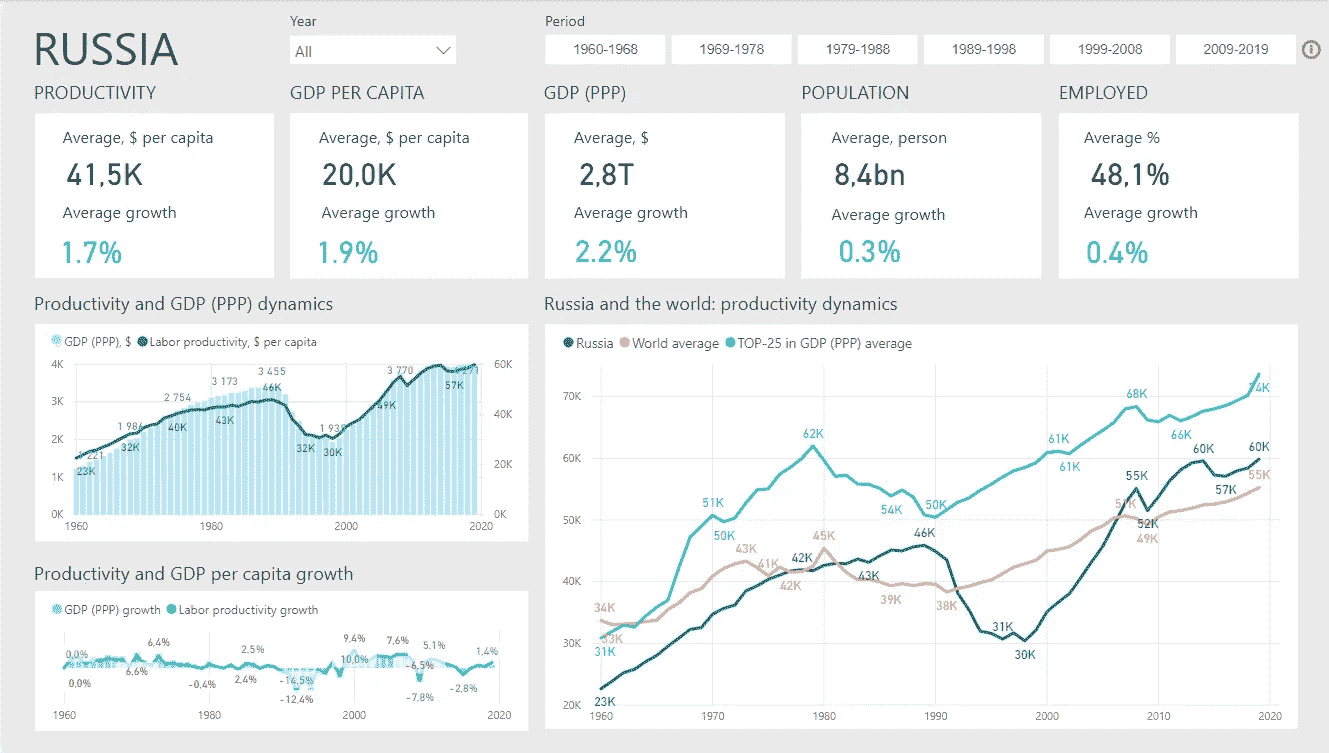 RUSSIA
Year
All
Period
1960-1968
1969-1978
1979-1988
1989-1998
1999-2008
2009-2019
PRODUCTIVITY
Average, $ per capita
41,5K
Average growth
1.7%
GDP PER CAPITA
Average, $ per capita
20,0K
Average growth
1.9%
GDP (PPP)
Average, $
2,8T
Average growth
2.2%
POPULATION
Average, person
8,4bn
Average growth
0.3%
EMPLOYED
Average %
48,1%
Average growth
0.4%
Productivity and GDP (PPP) dynamics
GDP (PPP), $ Labor productivity, $ per capita
4K
3K
2K
1K
0K
60K
40K
20K
0K
2 754
3 173
3 455
3 770
23K
32K
40K
43K
46K
32K
30K
49K
57K
1960 1980 2000 2020
Productivity and GDP per capita growth
GDP (PPP) growth Labor productivity growth
0,0%
0,0%
6,4%
6,6%
-0,4%
2,5%
2,4%
-14,5%
-12,4%
9,4%
10,0%
7,6%
-6,5%
-7,8%
5,1%
-2,8%
1,4%
1960 1980 2000 2020
Russia and the world: productivity dynamics
Russia World average TOP-25 in GDP (PPP) average
70K
60K
50K
40K
30K
20K
31K
51K
50K
62K
54K
50K
61K
61K
68K
66K
34K
33K
43K
41K
42K
45K
39K
38K
51K
49K
55K
23K
42K
43K
46K
31K
30K
55K
52K
60K
57K
60K
1960 1970 1980 1990 2000 2010 2020